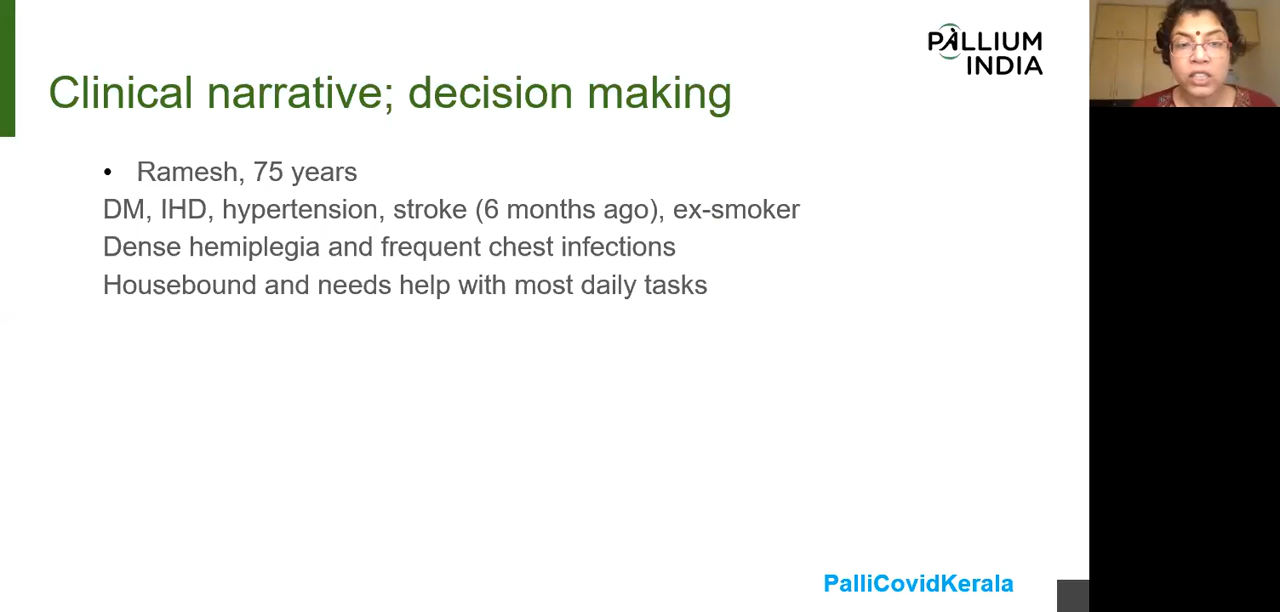 PALLIUM
INDIA
Clinical narrative; decision making
• Ramesh, 75 years
DM, IHD, hypertension, stroke (6 months ago), ex-smoker
Dense hemiplegia and frequent chest infections
Housebound and needs help with most daily tasks
PalliCovidKerala